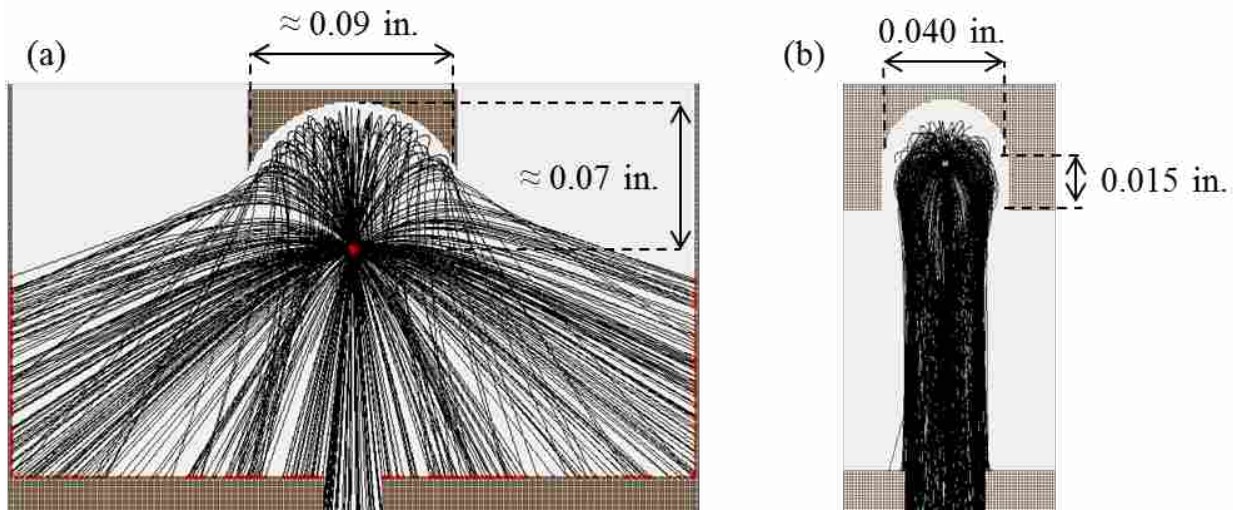 (a)
≈ 0.09 in.
≈ 0.07 in.
(b)
0.040 in.
0.015 in.